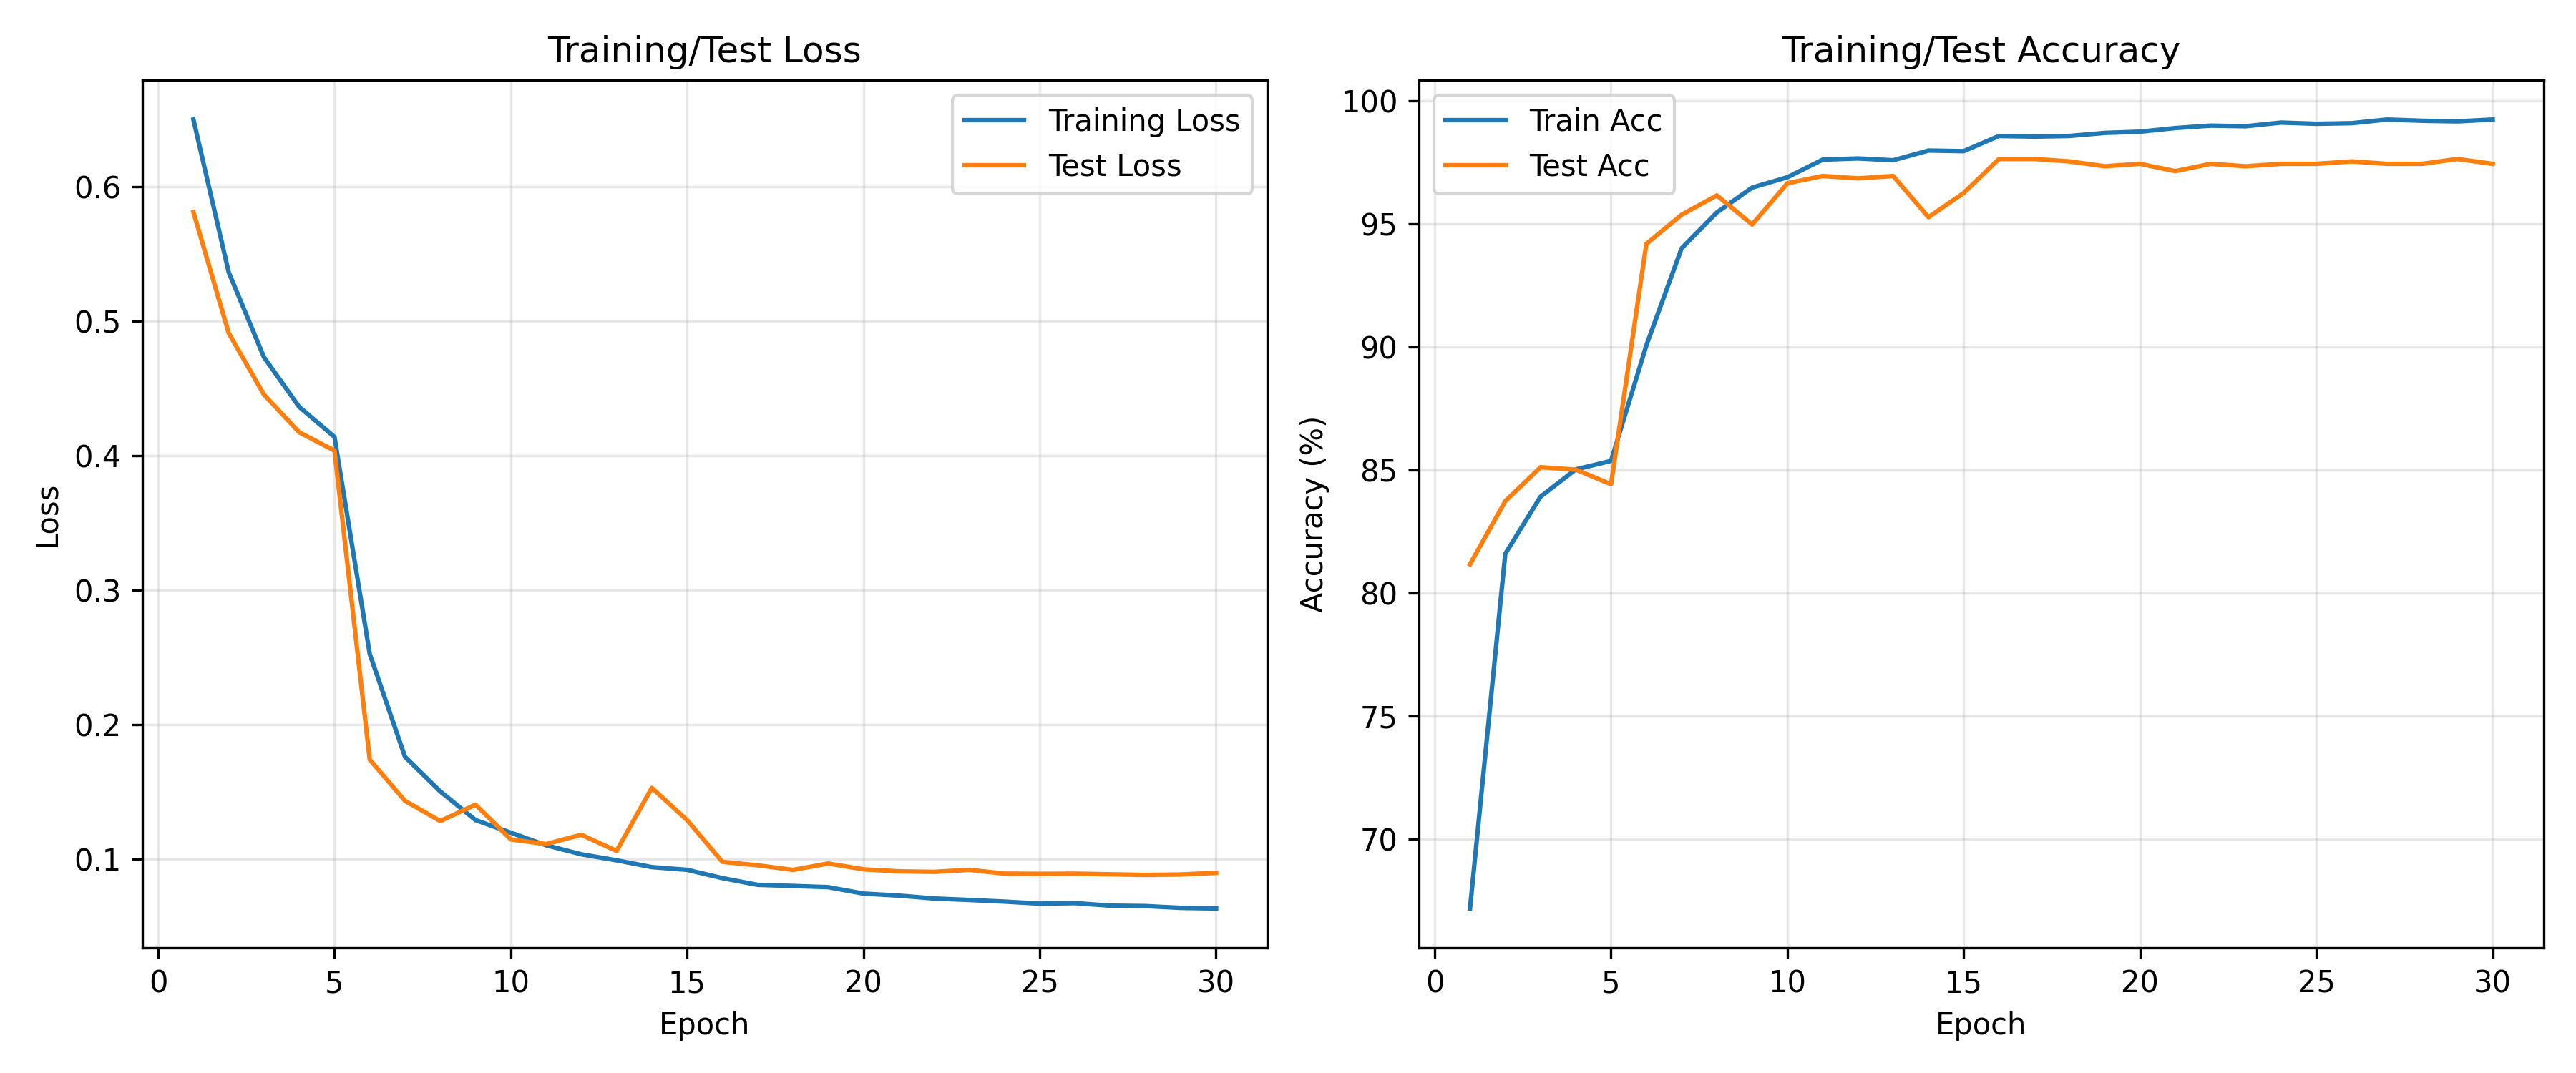 Training/Test Loss
Training Loss
Test Loss
0.6
0.5
0.4
0.3
0.2
0.1
Loss
0 5 10 15 20 25 30
Epoch
Training/Test Accuracy
Train Acc
Test Acc
100
95
90
85
80
75
70
Accuracy (%)
0 5 10 15 20 25 30
Epoch